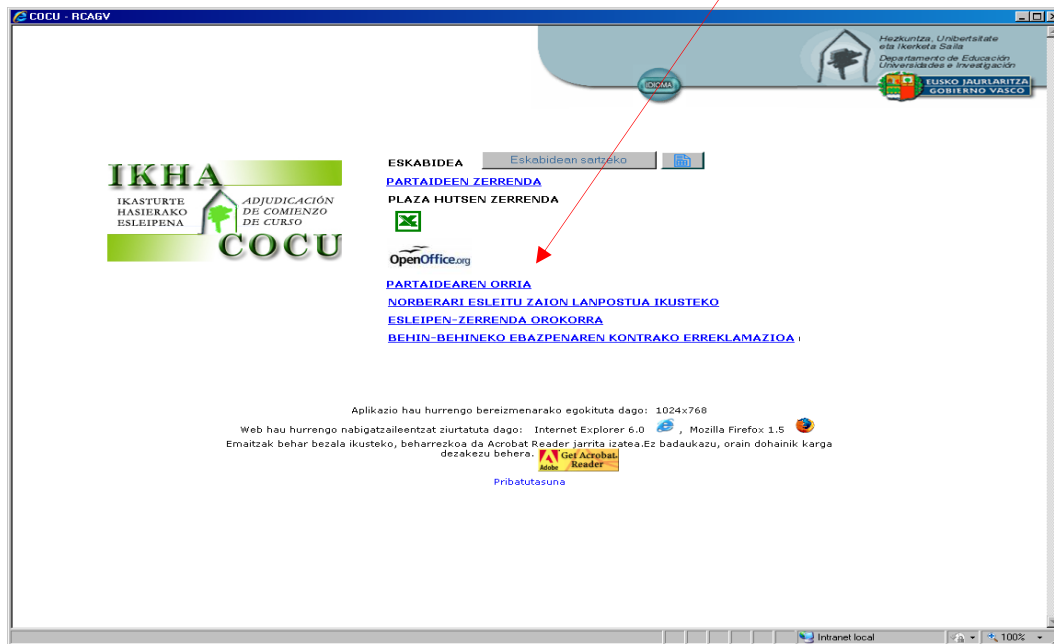 COCU - RCAGV
Hezkuntza, Unibertsitate
eta Ikerketa Saila
Departamento de Educación
Universidades e Investigación
EUSKO JAURLARITZA
GOBIERNO VASCO
IDIOMA
IKHA
IKASTURTE
HASIERAKO
ESLEIPENA
ADJUDICACIÓN
DE COMIENZO
DE CURSO
COCU
ESKABIDEA Eskabidean sartzeko
PARTAIDEEN ZERRENDA
PLAZA HUTSEN ZERRENDA
OpenOffice.org
PARTAIDEAREN ORRIA
NORBERARI ESLEITU ZAION LANPOSTUA IKUSTEKO
ESLEIPEN-ZERRENDA OROKORRA
BEHIN-BEHINEKO EBAZPENAREN KONTRAKO ERREKLAMAZIOA
Aplikazio hau hurrengo bereizmenarako egokituta dago: 1024x768
Web hau hurrengo nabigatzaileentzat ziurtatuta dago: Internet Explorer 6.0 , Mozilla Firefox 1.5
Emaitzak behar bezala ikusteko, beharrezkoa da Acrobat Reader jarrita izatea.Ez badaukazu, orain dohainik karga
dezakezu behera. Adobe Get Acrobat Reader
Pribatutasuna
Intranet local 100%